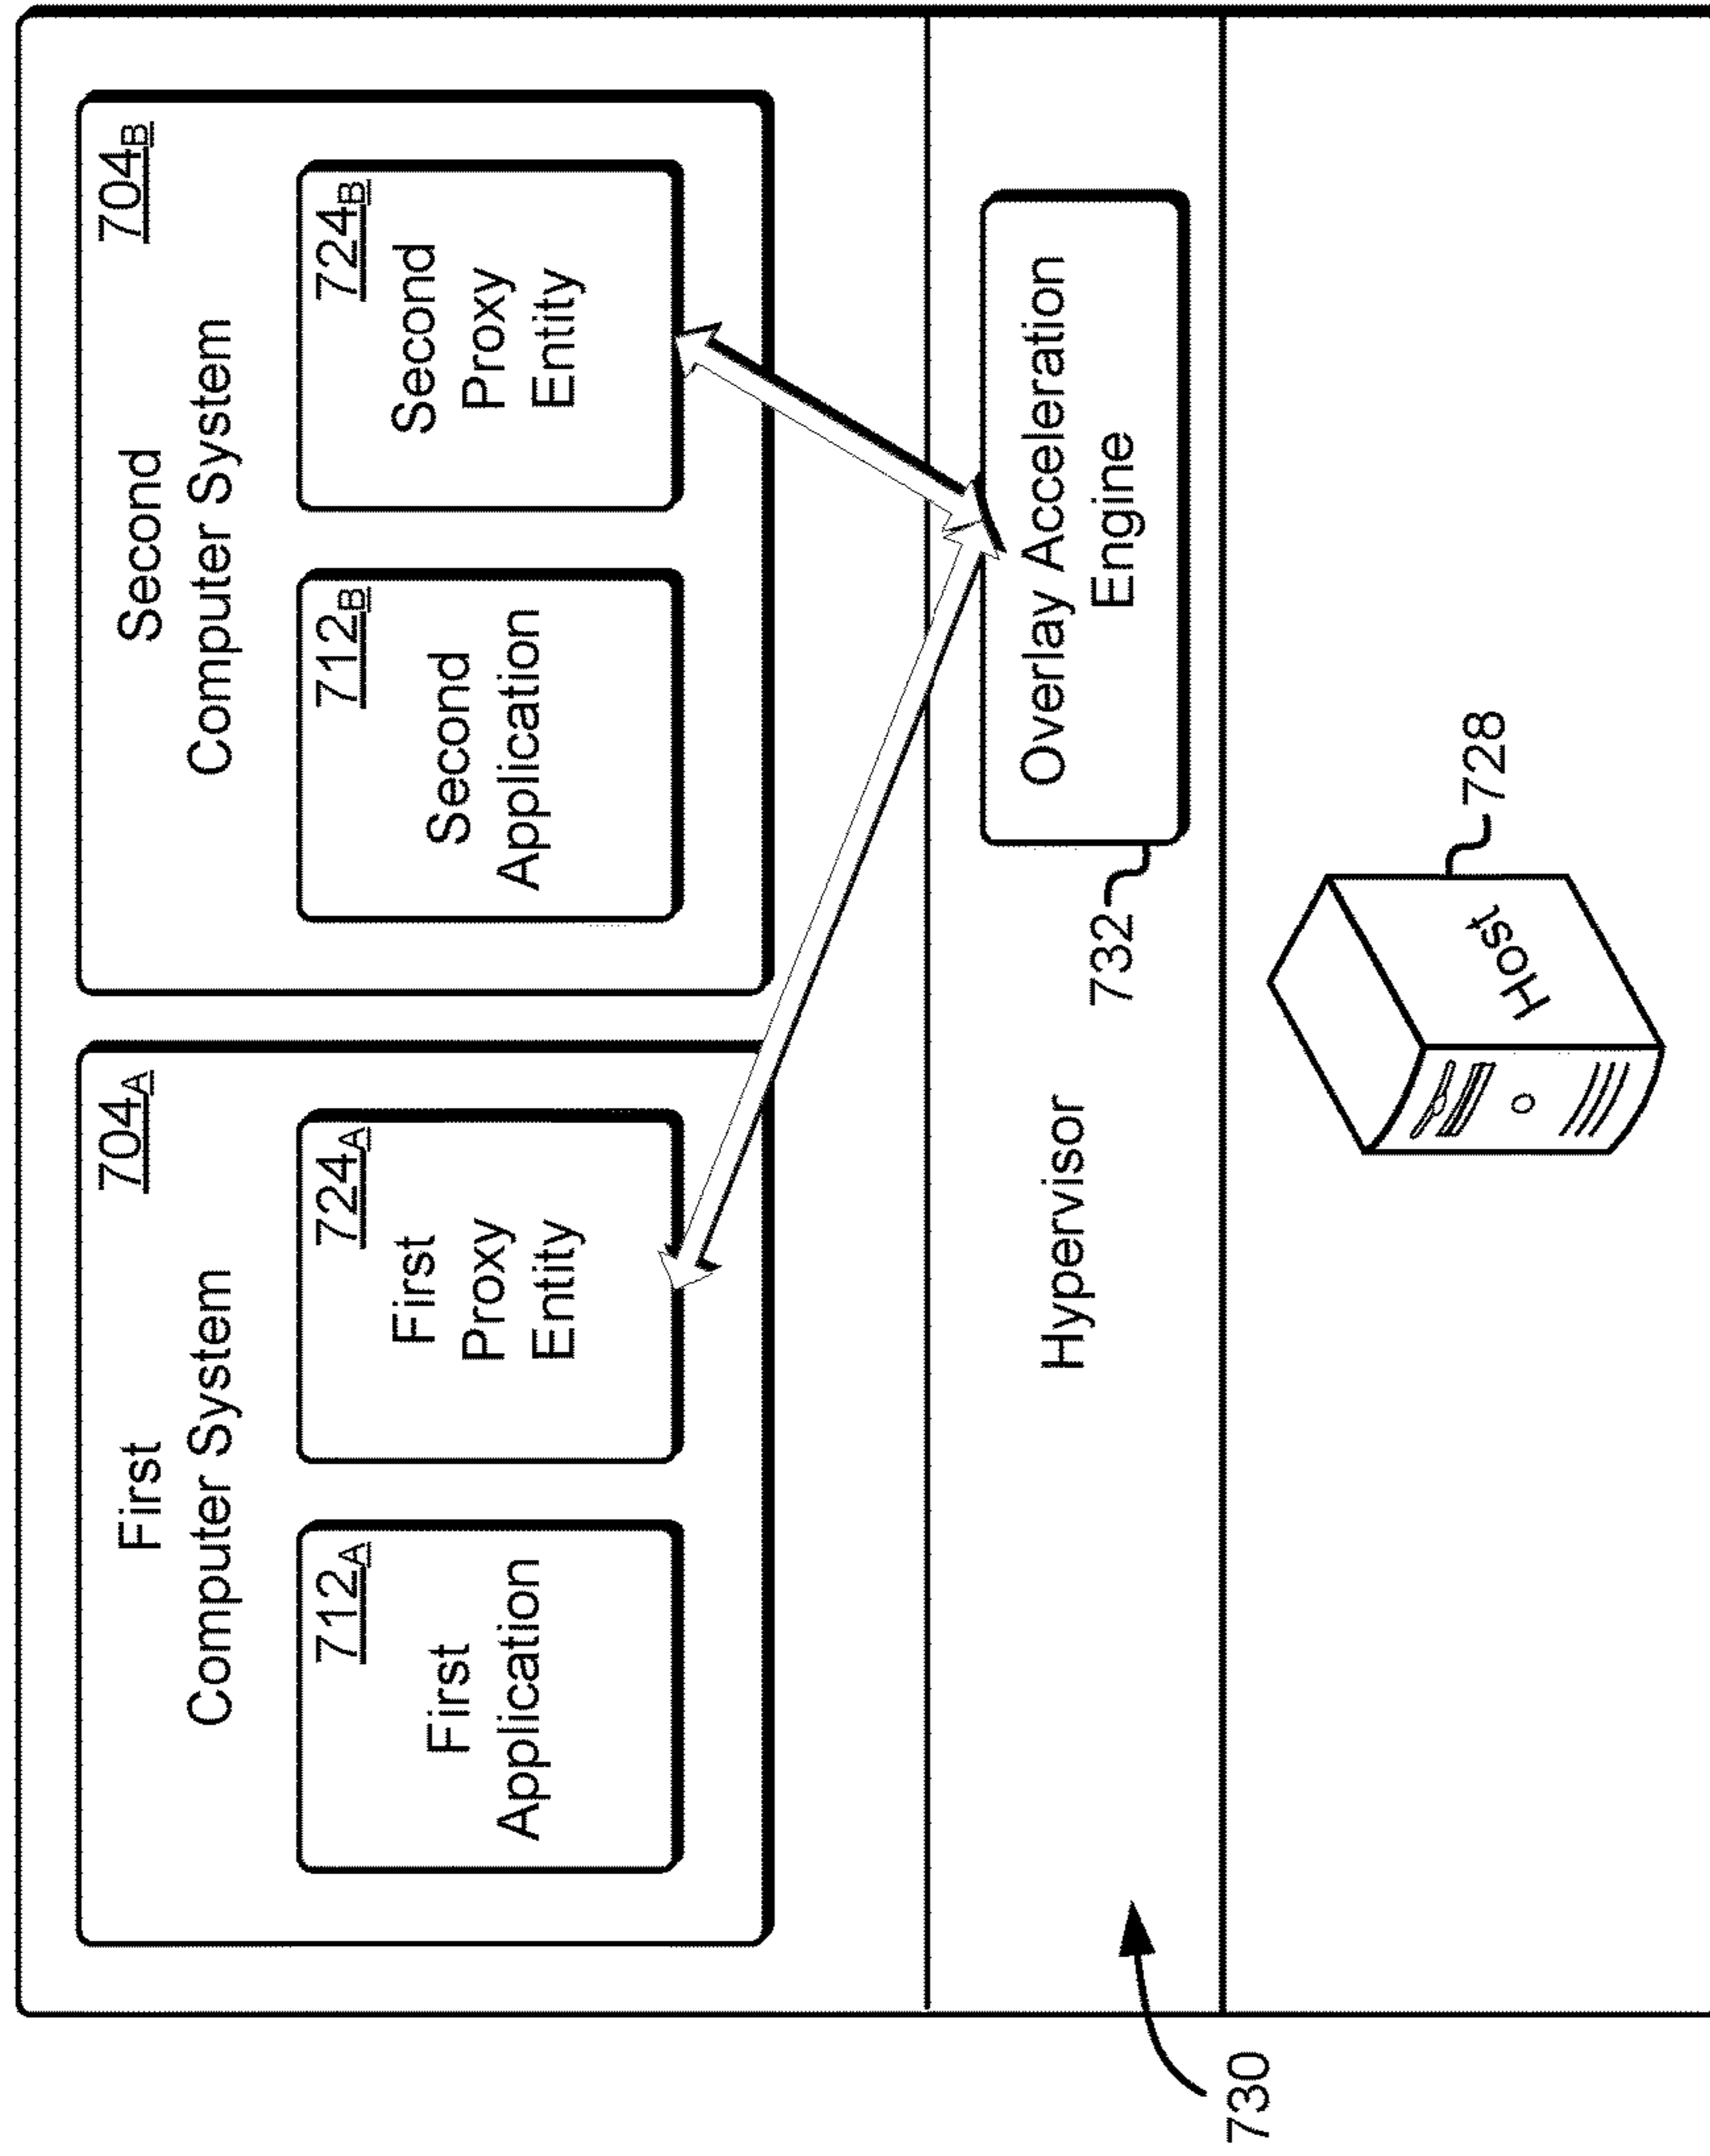 704A
First
Computer System
712A
First
Application
724A
First
Proxy
Entity
704B
Second
Computer System
712B
Second
Application
724B
Second
Proxy
Entity
730
Hypervisor
732
Overlay Acceleration
Engine
Host
728